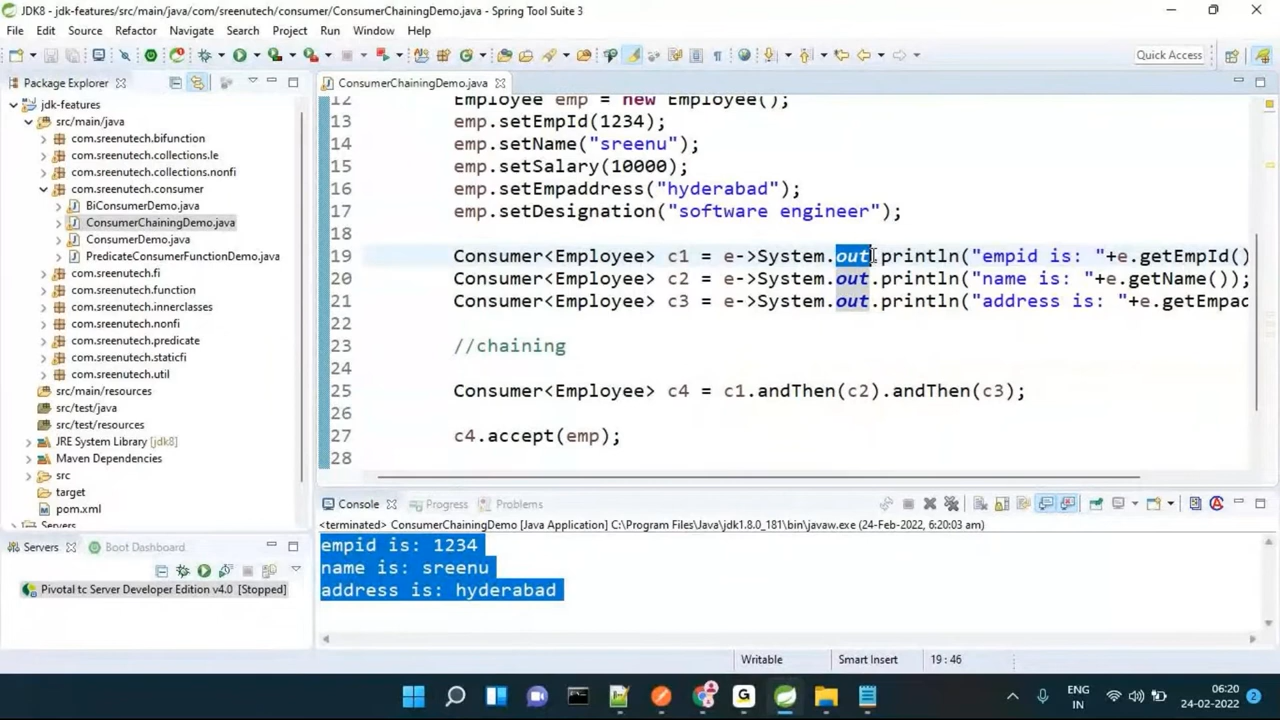 JDK8 - jdk-features/src/main/java/com/sreenutech/consumer/ConsumerChainingDemo.java - Spring Tool Suite 3
File Edit Source Refactor Navigate Search Project Run Window Help
Quick Access
Package Explorer
jdk-features
src/main/java
com.sreenutech.bifunction
com.sreenutech.collections.le
com.sreenutech.collections.nonfi
com.sreenutech.consumer
BiConsumerDemo.java
ConsumerChainingDemo.java
ConsumerDemo.java
PredicateConsumerFunctionDemo.java
com.sreenutech.fi
com.sreenutech.function
com.sreenutech.innerclasses
com.sreenutech.nonfi
com.sreenutech.predicate
com.sreenutech.staticfi
com.sreenutech.util
src/main/resources
src/test/java
src/test/resources
JRE System Library [jdk8]
Maven Dependencies
src
target
pom.xml
Servers
Servers Boot Dashboard
Pivotal tc Server Developer Edition v4.0 [Stopped]
ConsumerChainingDemo.java
12 Employee emp = new Employee();
13 emp.setEmpId(1234);
14 emp.setName("sreenu");
15 emp.setSalary(10000);
16 emp.setEmpaddress("hyderabad");
17 emp.setDesignation("software engineer");
18
19 Consumer<Employee> c1 = e->System.out.println("empid is: "+e.getEmpId()
20 Consumer<Employee> c2 = e->System.out.println("name is: "+e.getName());
21 Consumer<Employee> c3 = e->System.out.println("address is: "+e.getEmpad
22
23 //chaining
24
25 Consumer<Employee> c4 = c1.andThen(c2).andThen(c3);
26
27 c4.accept(emp);
28
Console Progress Problems
<terminated> ConsumerChainingDemo [Java Application] C:\Program Files\Java\jdk1.8.0_181\bin\javaw.exe (24-Feb-2022, 6:20:03 am)
empid is: 1234
name is: sreenu
address is: hyderabad
Writable Smart Insert 19 : 46
ENG
IN
06:20
24-02-2022
2